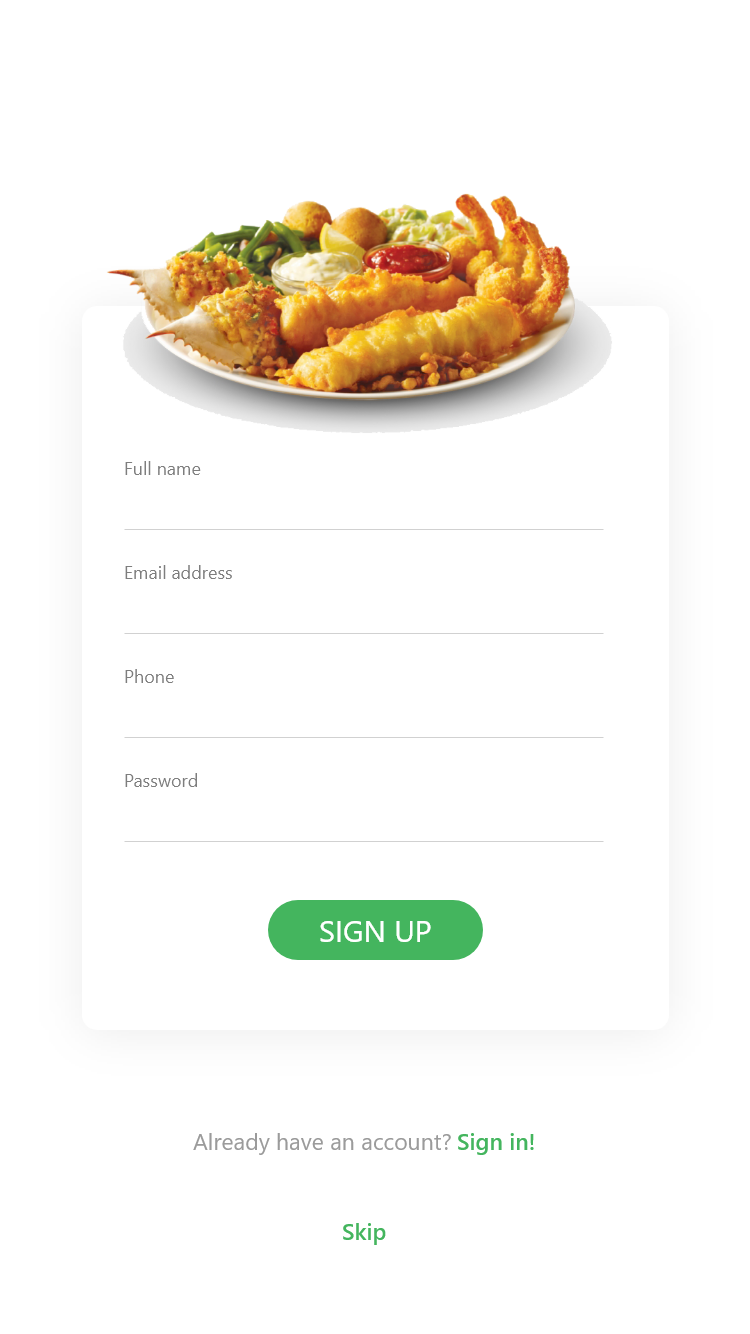 Full name
Email address
Phone
Password
SIGN UP
Already have an account? Sign in!
Skip